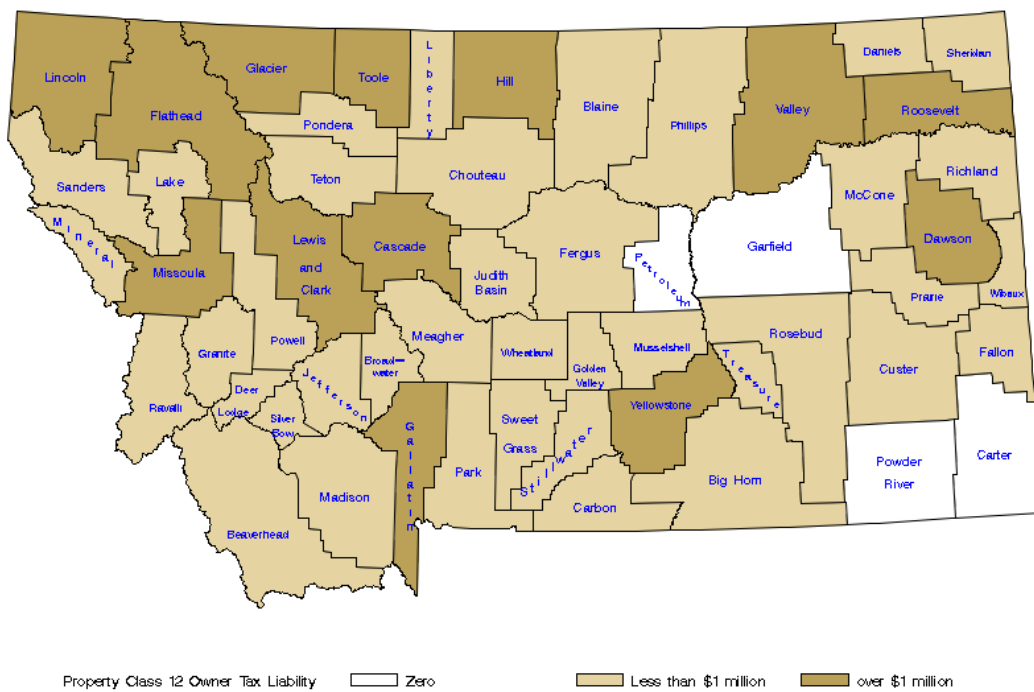 Lincoln
Flathead
Glacier
Toole
Liberty
Hill
Blaine
Phillips
Valley
Daniels
Sheridan
Roosevelt
Pondera
Teton
Chouteau
Sanders
Lake
Mineral
Missoula
Lewis
and
Clark
Cascade
Judith
Basin
Fergus
Petroleum
Garfield
McCone
Richland
Dawson
Prarie
Wibaux
Powell
Granite
Ravalli
Deer
Lodge
Silver
Bow
Jefferson
Broad-
water
Meagher
Wheatland
Golden
Valley
Musselshell
Treasure
Rosebud
Custer
Fallon
Beaverhead
Madison
Gallatin
Park
Sweet
Grass
Stillwater
Carbon
Yellowstone
Big Horn
Powder
River
Carter
Property Class 12 Owner Tax Liability Zero Less than $1 million over $1 million